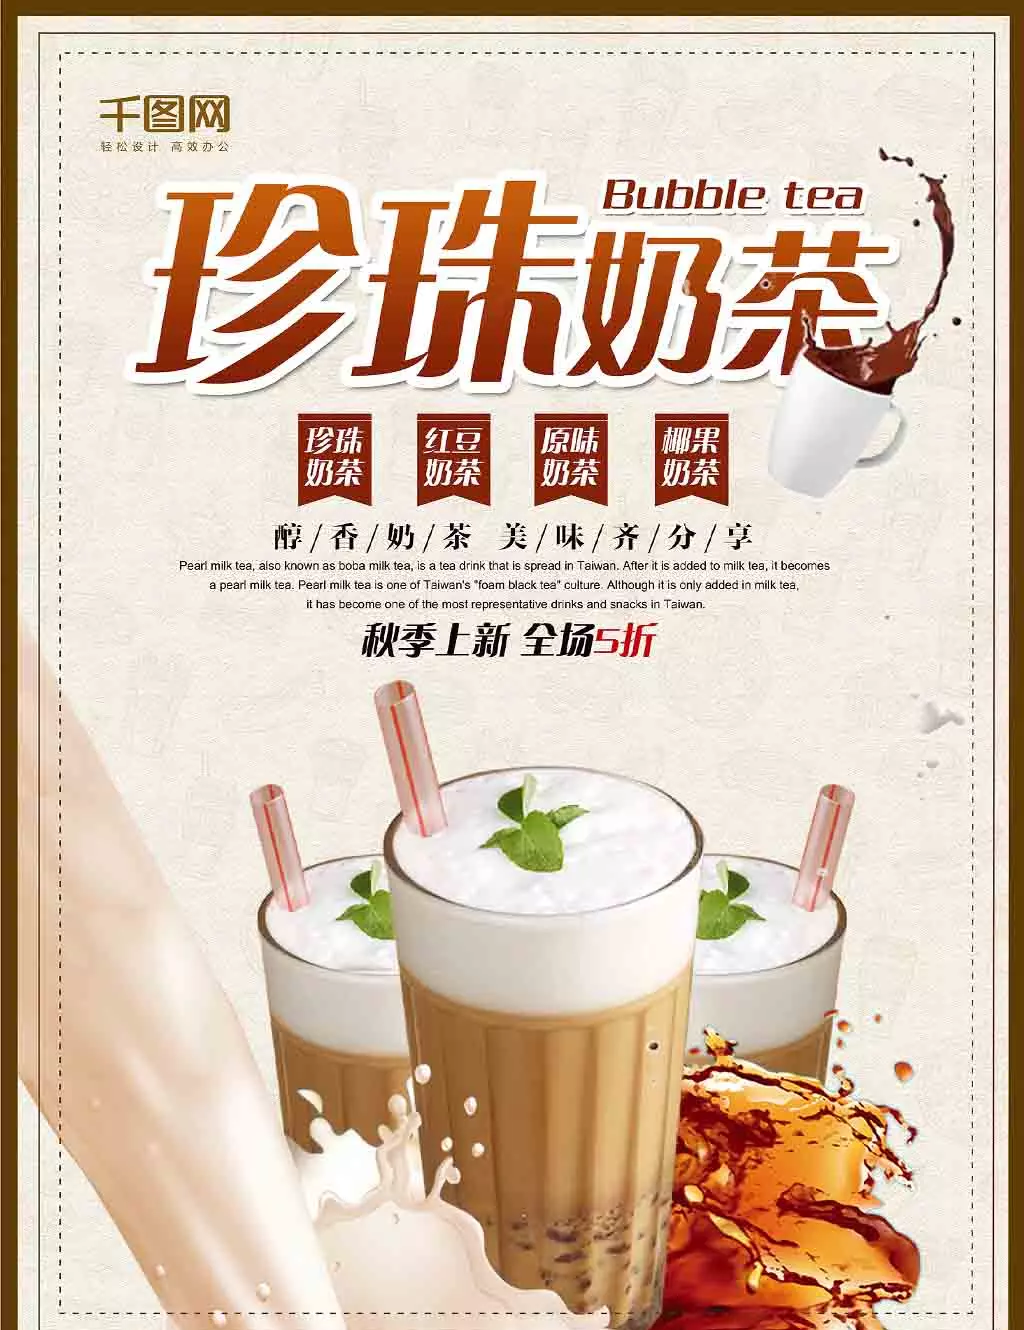 千图网
轻松设计 高效办公
Bubble tea
珍珠奶茶
珍珠奶茶
红豆奶茶
原味奶茶
椰果奶茶
醇/香/奶/茶 美/味/齐/分/享
Pearl milk tea, also known as boba milk tea, is a tea drink that is spread in Taiwan. After it is added to milk tea, it becomes
a pearl milk tea. Pearl milk tea is one of Taiwan's "foam black tea" culture. Although it is only added in milk tea,
it has become one of the most representative drinks and snacks in Taiwan.
秋季上新 全场5折